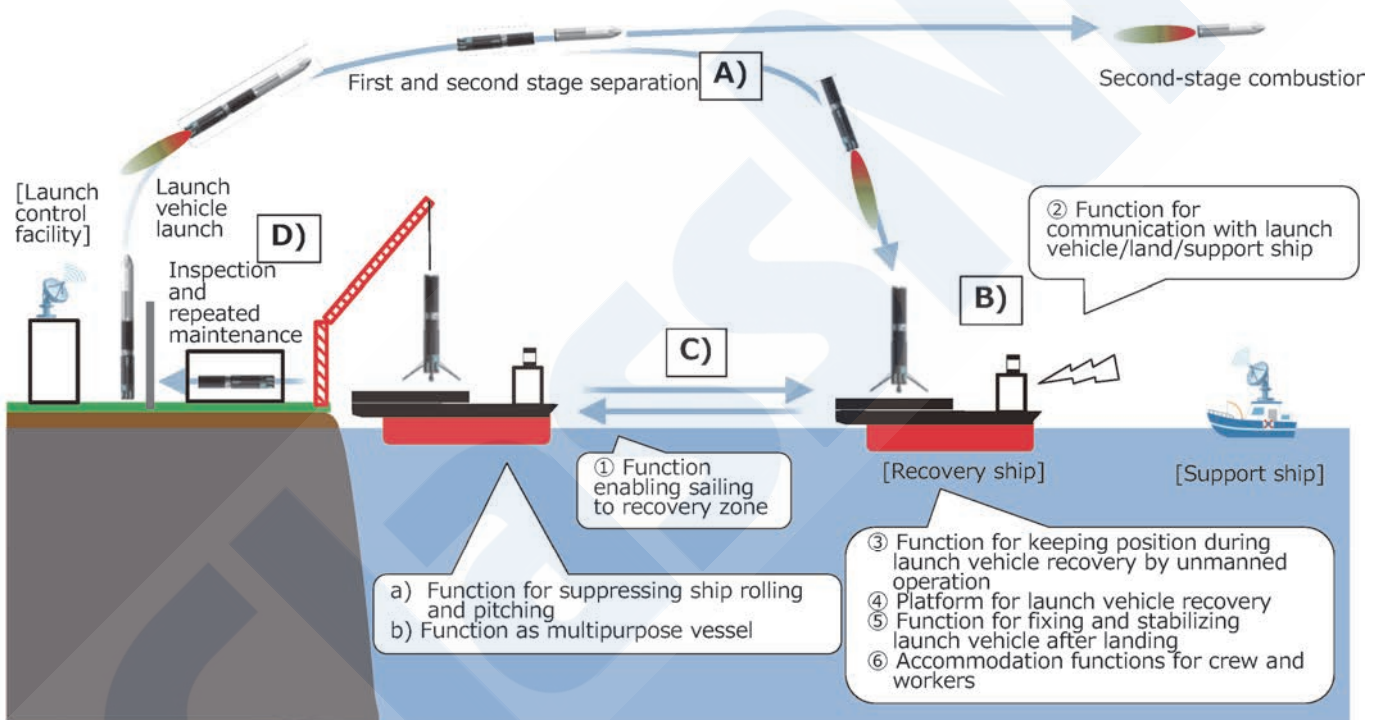 First and second stage separation
A)
Second-stage combustion
[Launch
control
facility]
Launch
vehicle
launch
D)
Inspection
and
repeated
maintenance
② Function for
communication with launch
vehicle/land/support ship
B)
C)
① Function
enabling sailing
to recovery zone
[Recovery ship]
[Support ship]
a) Function for suppressing ship rolling
and pitching
b) Function as multipurpose vessel
③ Function for keeping position during
launch vehicle recovery by unmanned
operation
④ Platform for launch vehicle recovery
⑤ Function for fixing and stabilizing
launch vehicle after landing
⑥ Accommodation functions for crew and
workers